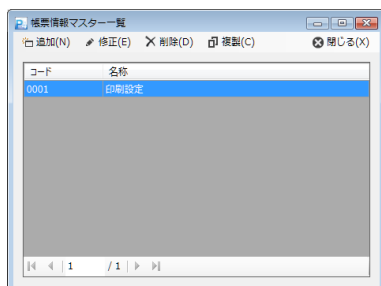 帳票情報マスター一覧
追加(N) 修正(E) 削除(D) 複製(C) 閉じる(X)
コード 名称
0001 印刷設定
1 / 1